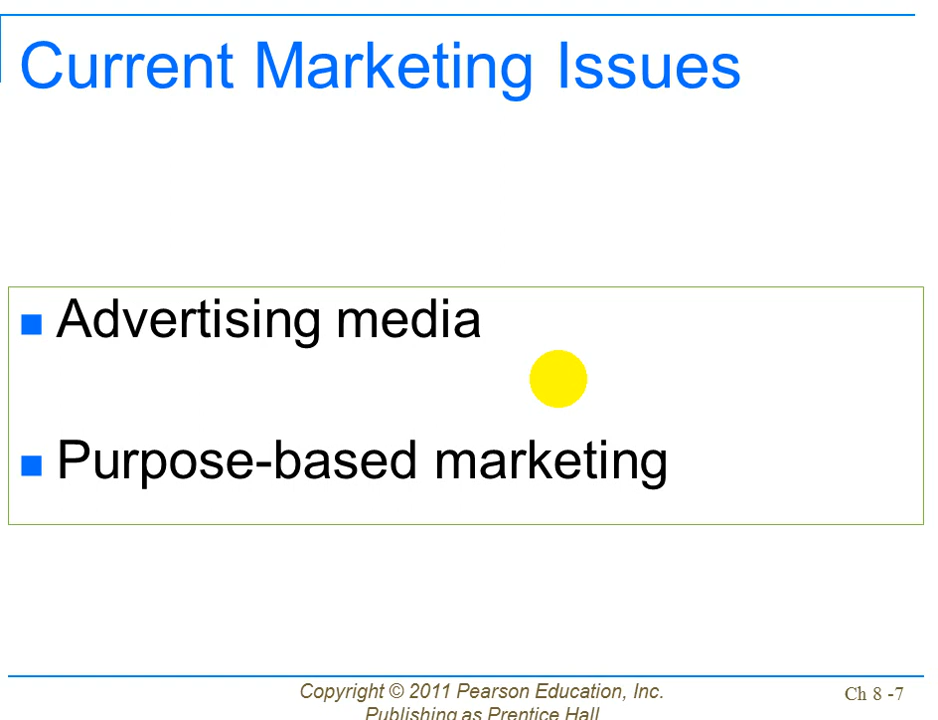 Current Marketing Issues
Advertising media
Purpose-based marketing
Copyright © 2011 Pearson Education, Inc.
Publishing as Prentice Hall
Ch 8 -7